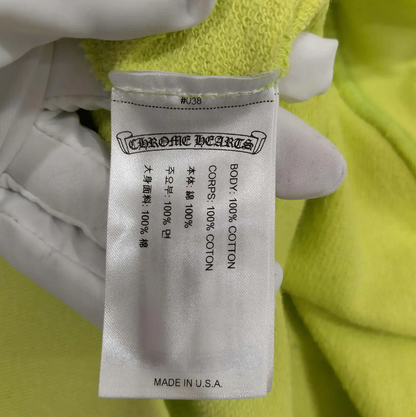 #038
CHROME HEARTS
BODY: 100% COTTON
CORPS: 100% COTON
本体: 綿 100%
주요부: 100% 면
大身面料: 100% 棉
MADE IN U.S.A.